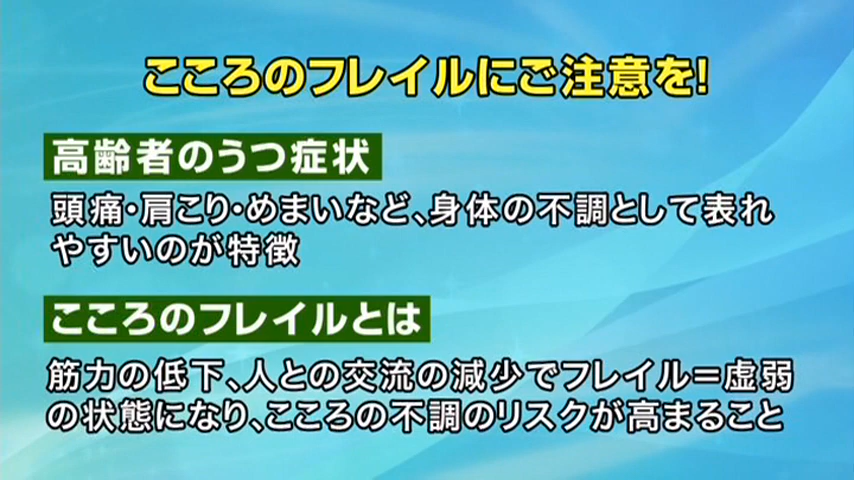 こころのフレイルにご注意を!
高齢者のうつ症状
頭痛・肩こり・めまいなど、身体の不調として表れ
やすいのが特徴
こころのフレイルとは
筋力の低下、人との交流の減少でフレイル＝虚弱
の状態になり、こころの不調のリスクが高まること